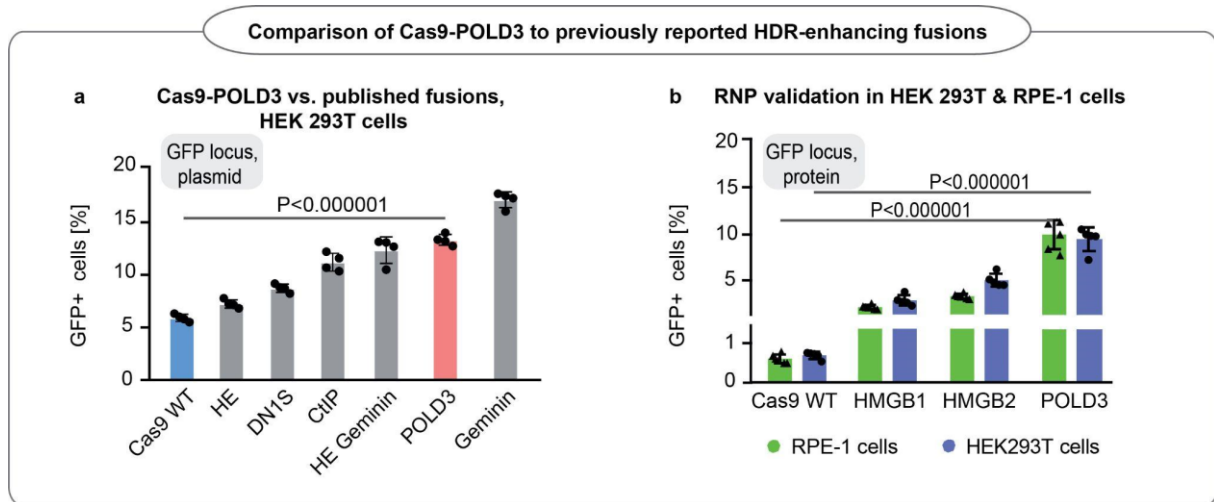 Comparison of Cas9-POLD3 to previously reported HDR-enhancing fusions
a
Cas9-POLD3 vs. published fusions,
HEK 293T cells
GFP locus,
plasmid
P<0.000001
GFP+ cells [%]
20
15
10
5
0
Cas9 WT
HE
DN1S
CtIP
HE Geminin
POLD3
Geminin
b
RNP validation in HEK 293T & RPE-1 cells
GFP locus,
protein
P<0.000001
P<0.000001
GFP+ cells [%]
20
15
10
5
1
0
Cas9 WT
HMGB1
HMGB2
POLD3
RPE-1 cells
HEK293T cells